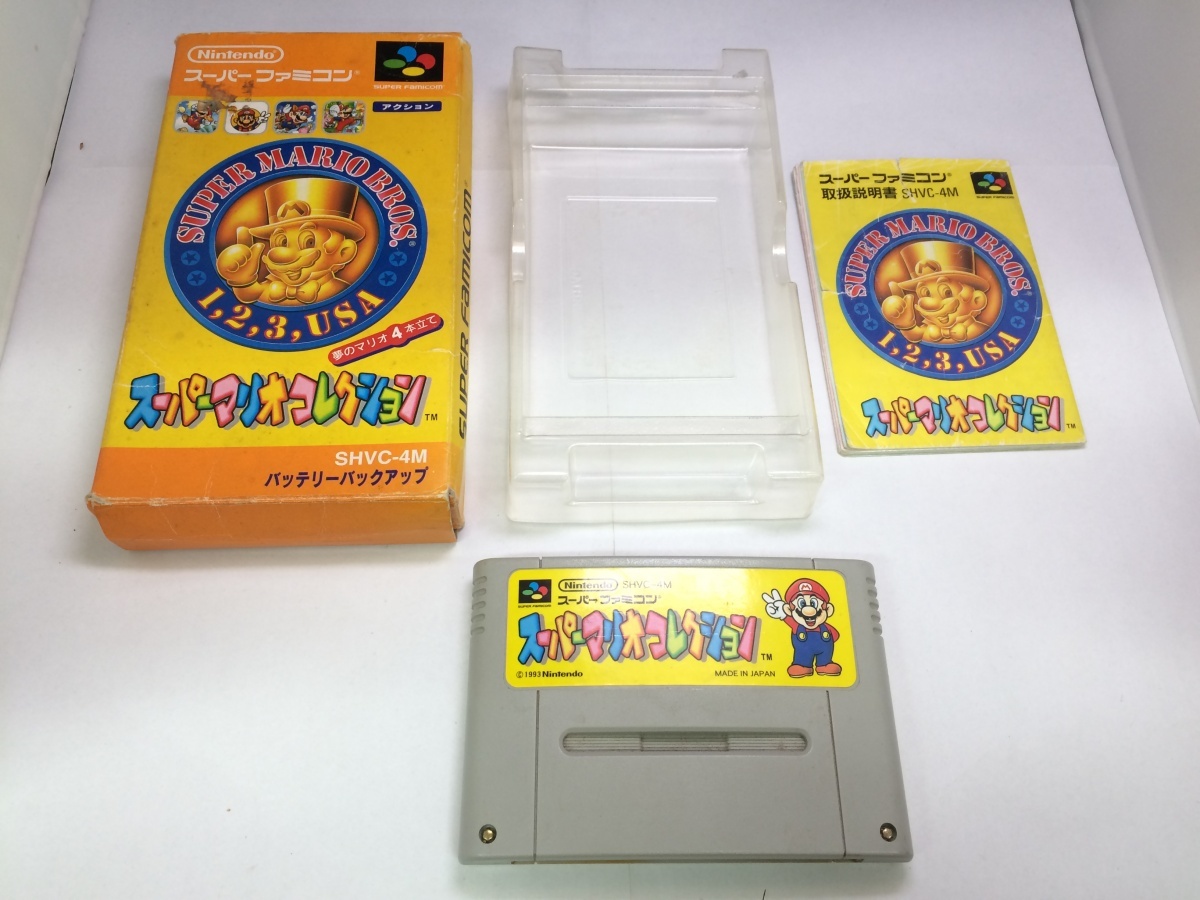 Nintendo®
スーパーファミコン®
SUPER FAMICOM
アクション
SUPER MARIO BROS.®
1, 2, 3, USA
夢のマリオ4本立て
スーパーマリオコレクション™
SHVC-4M
バッテリーバックアップ
SUPER FAMICOM®
スーパーファミコン®
取扱説明書 SHVC-4M
SUPER FAMICOM
SUPER MARIO BROS.
1, 2, 3, USA
スーパーマリオコレクション™
SUPER FAMICOM
Nintendo® SHVC-4M
スーパーファミコン®
スーパーマリオコレクション™
©1993 Nintendo
MADE IN JAPAN